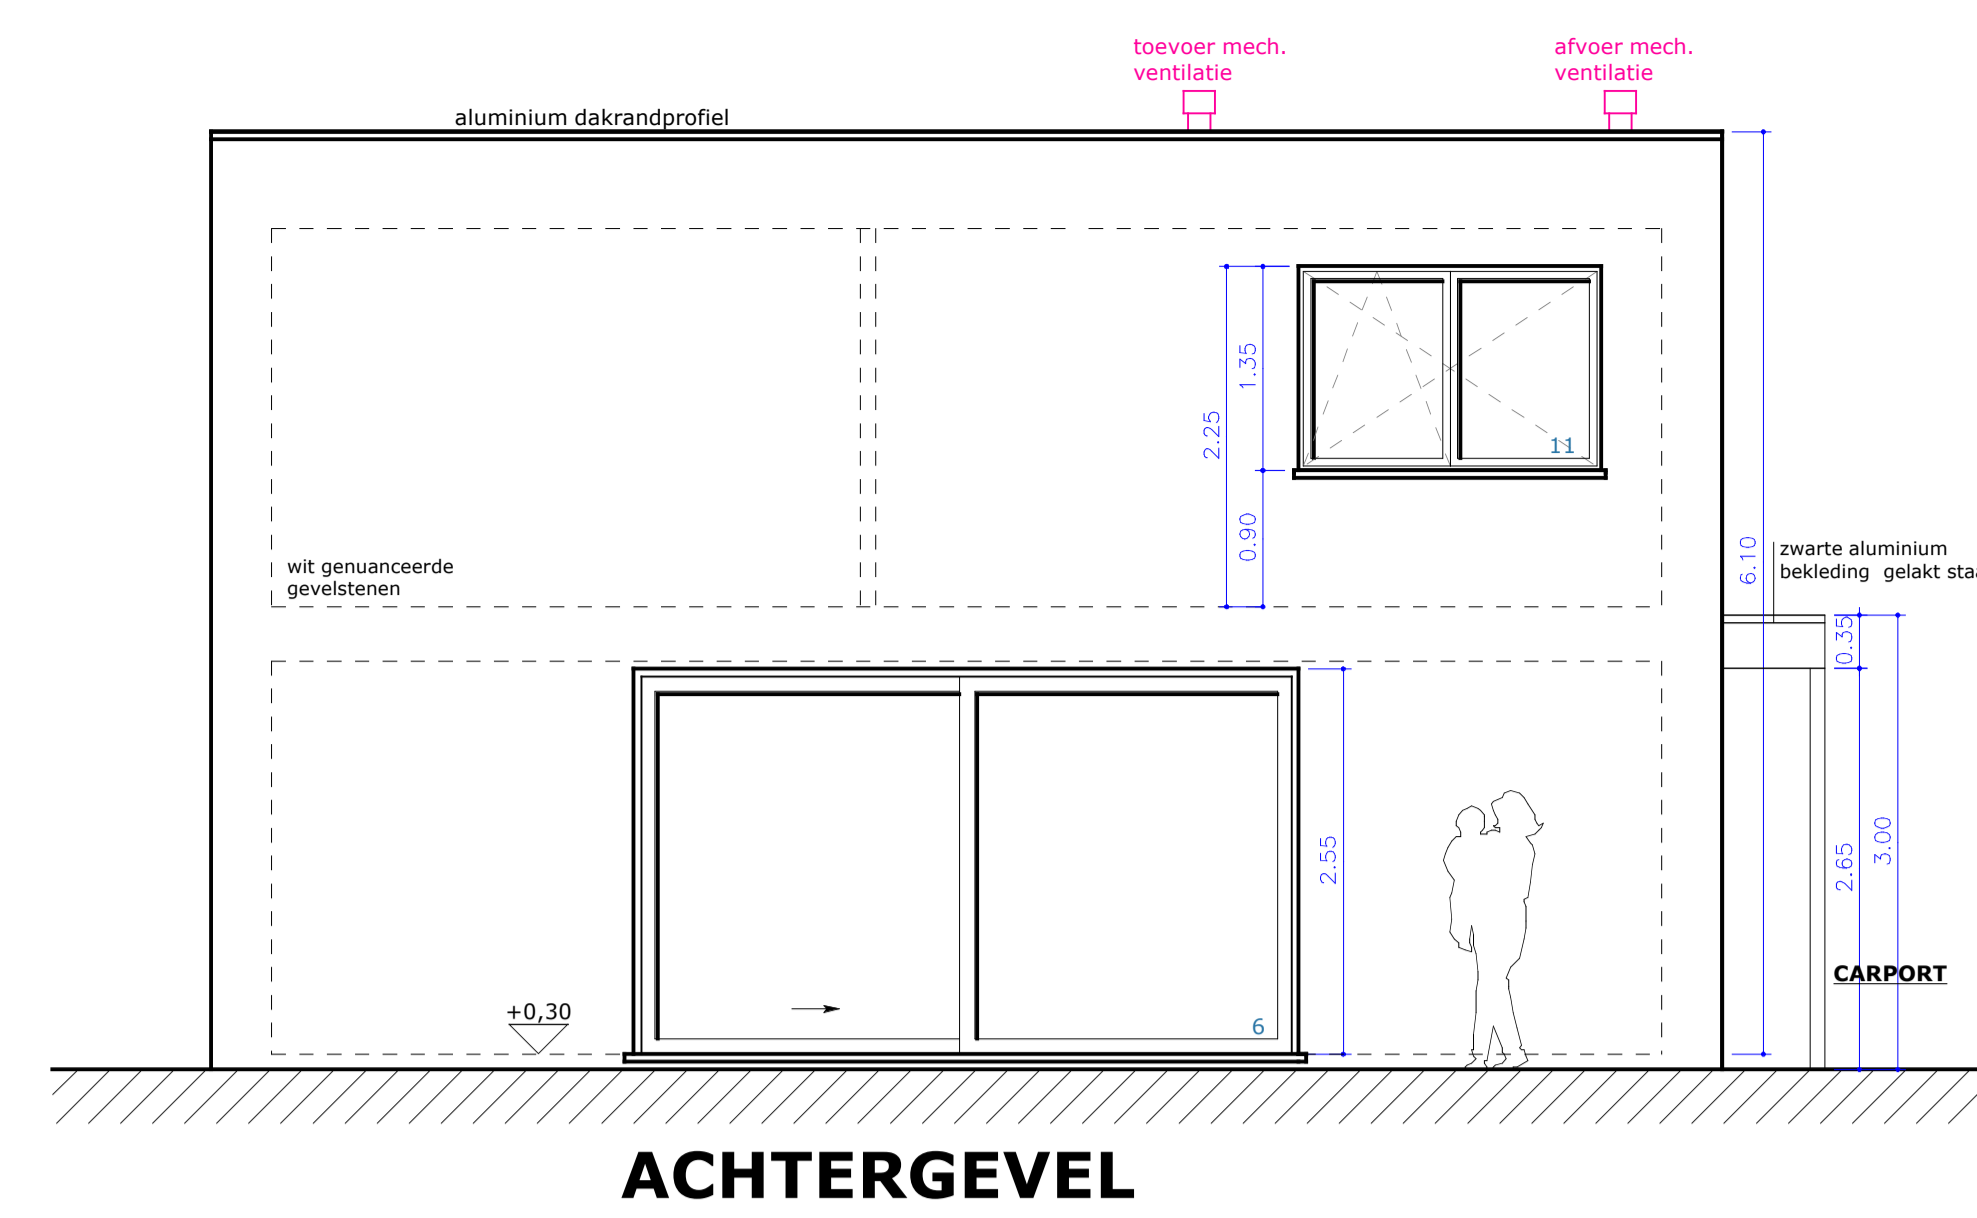 toevoer mech.
ventilatie
afvoer mech.
ventilatie
aluminium dakrandprofiel
1.35
2.25
11
0.90
6.10
zwarte aluminium
bekleding gelakt staa
wit genuanceerde
gevelstenen
0.35
2.55
2.65
3.00
CARPORT
+0,30
6
ACHTERGEVEL